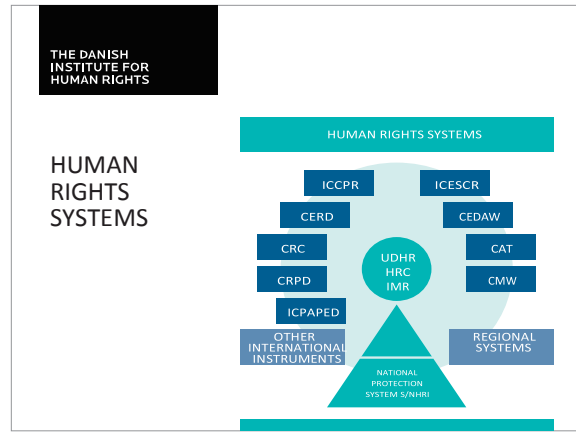 THE DANISH
INSTITUTE FOR
HUMAN RIGHTS
HUMAN
RIGHTS
SYSTEMS
HUMAN RIGHTS SYSTEMS
ICCPR
ICESCR
CERD
CEDAW
CRC
CAT
UDHR
HRC
IMR
CRPD
CMW
ICPAPED
OTHER
INTERNATIONAL
INSTRUMENTS
REGIONAL
SYSTEMS
NATIONAL
PROTECTION
SYSTEM S/NHRI